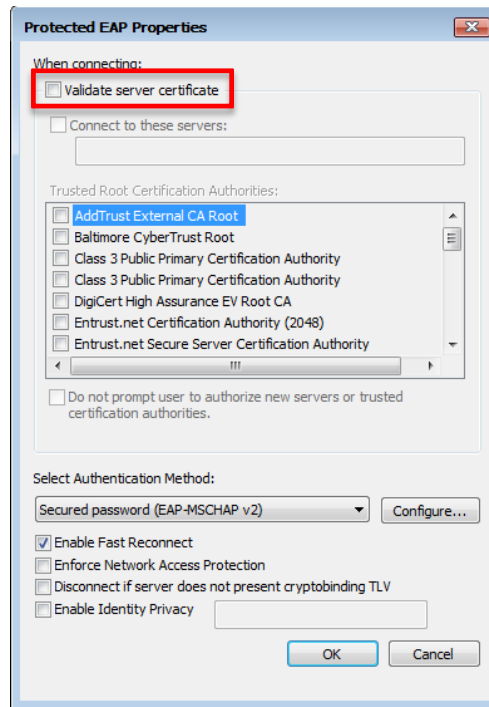 Protected EAP Properties
When connecting:
Validate server certificate
Connect to these servers:
Trusted Root Certification Authorities:
AddTrust External CA Root
Baltimore CyberTrust Root
Class 3 Public Primary Certification Authority
Class 3 Public Primary Certification Authority
DigiCert High Assurance EV Root CA
Entrust.net Certification Authority (2048)
Entrust.net Secure Server Certification Authority
Do not prompt user to authorize new servers or trusted
certification authorities.
Select Authentication Method:
Secured password (EAP-MSCHAP v2)
Configure...
Enable Fast Reconnect
Enforce Network Access Protection
Disconnect if server does not present cryptobinding TLV
Enable Identity Privacy
OK
Cancel